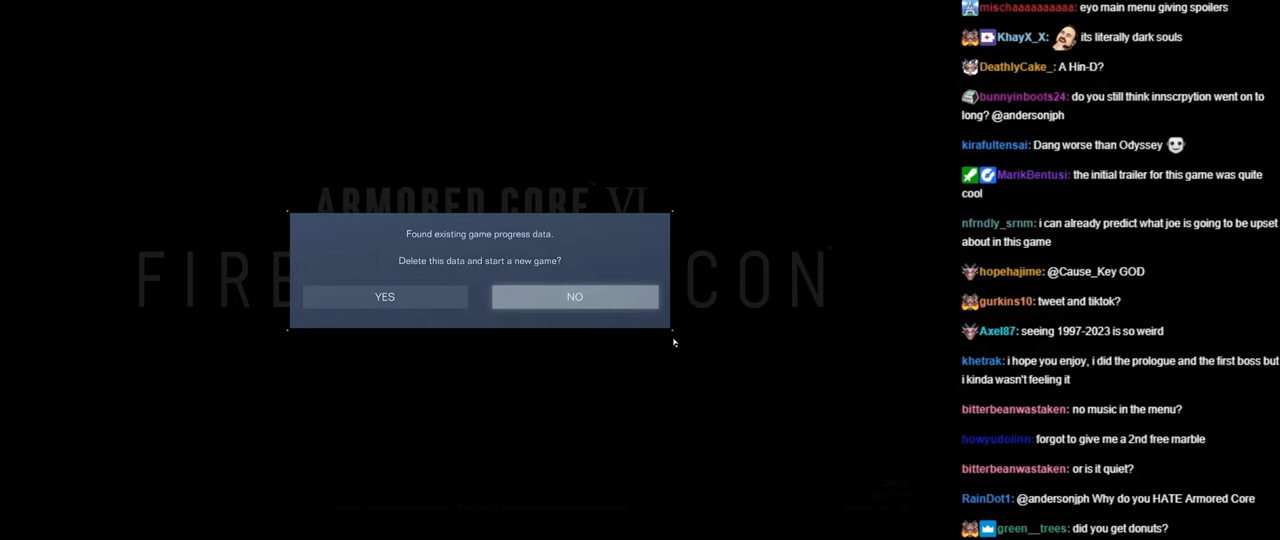 ARMORED CORE VI
FIRE
CON
Found existing game progress data.
Delete this data and start a new game?
YES
NO
mischaaaaaaaaaa: eyo main menu giving spoilers
KhayX_X: its literally dark souls
DeathlyCake_: A Hin-D?
bunnyinboots24: do you still think innscrpytion went on to
long? @andersonjph
kirafultensai: Dang worse than Odyssey
MarikBentusi: the initial trailer for this game was quite
cool
nfrndly_srnm: i can already predict what joe is going to be upset
about in this game
hopehajime: @Cause_Key GOD
gurkins10: tweet and tiktok?
Axel87: seeing 1997-2023 is so weird
khetrak: i hope you enjoy, i did the prologue and the first boss but
i kinda wasn't feeling it
bitterbeanwastaken: no music in the menu?
howyudoiinn: forgot to give me a 2nd free marble
bitterbeanwastaken: or is it quiet?
RainDot1: @andersonjph Why do you HATE Armored Core
green__trees: did you get donuts?